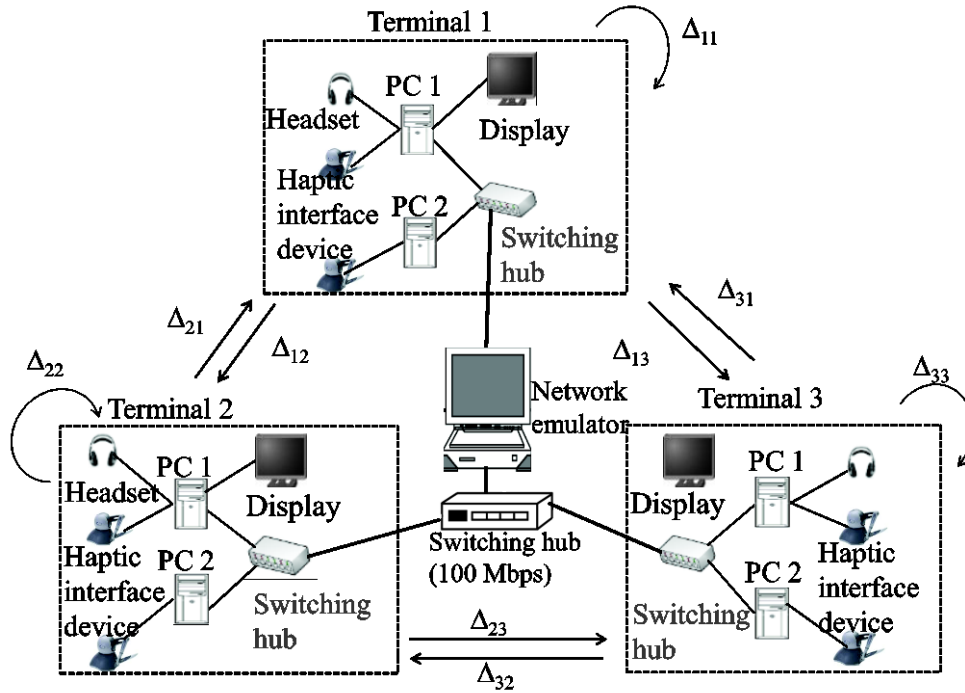 Terminal 1
Δ11
PC 1
Headset
Display
Haptic
interface
device
PC 2
Switching
hub
Δ21
Δ12
Δ31
Δ13
Δ22
Δ33
Network
emulator
Terminal 2
PC 1
Headset
Display
Haptic
interface
device
PC 2
Switching
hub
Switching hub
(100 Mbps)
Terminal 3
PC 1
Display
Haptic
interface
device
PC 2
Switching
hub
Δ23
Δ32